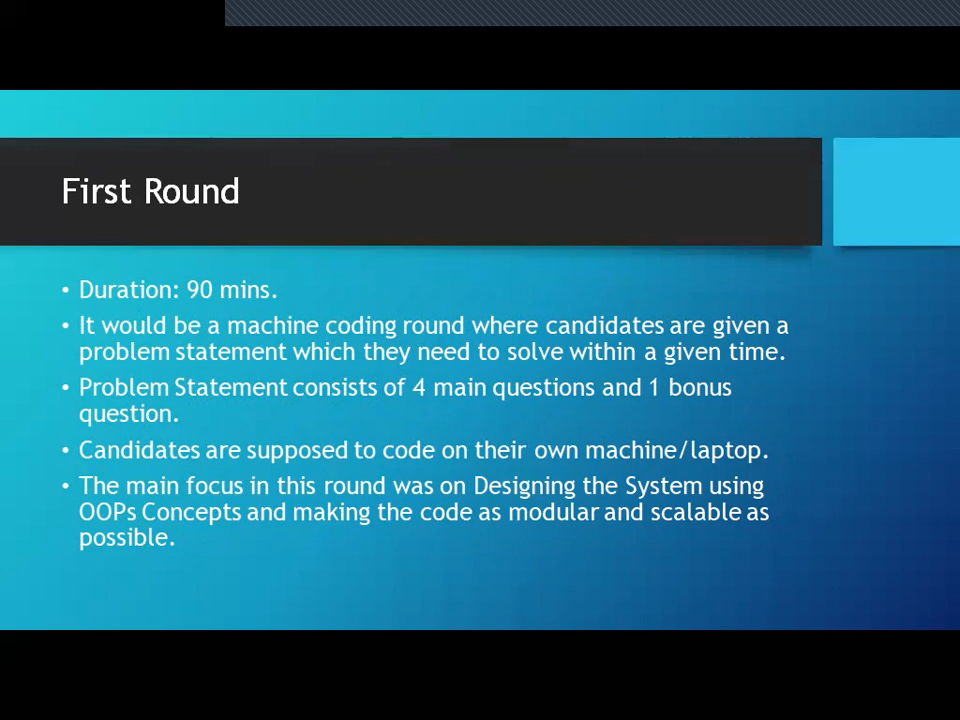 First Round
• Duration: 90 mins.
• It would be a machine coding round where candidates are given a
problem statement which they need to solve within a given time.
• Problem Statement consists of 4 main questions and 1 bonus
question.
• Candidates are supposed to code on their own machine/laptop.
• The main focus in this round was on Designing the System using
OOPs Concepts and making the code as modular and scalable as
possible.